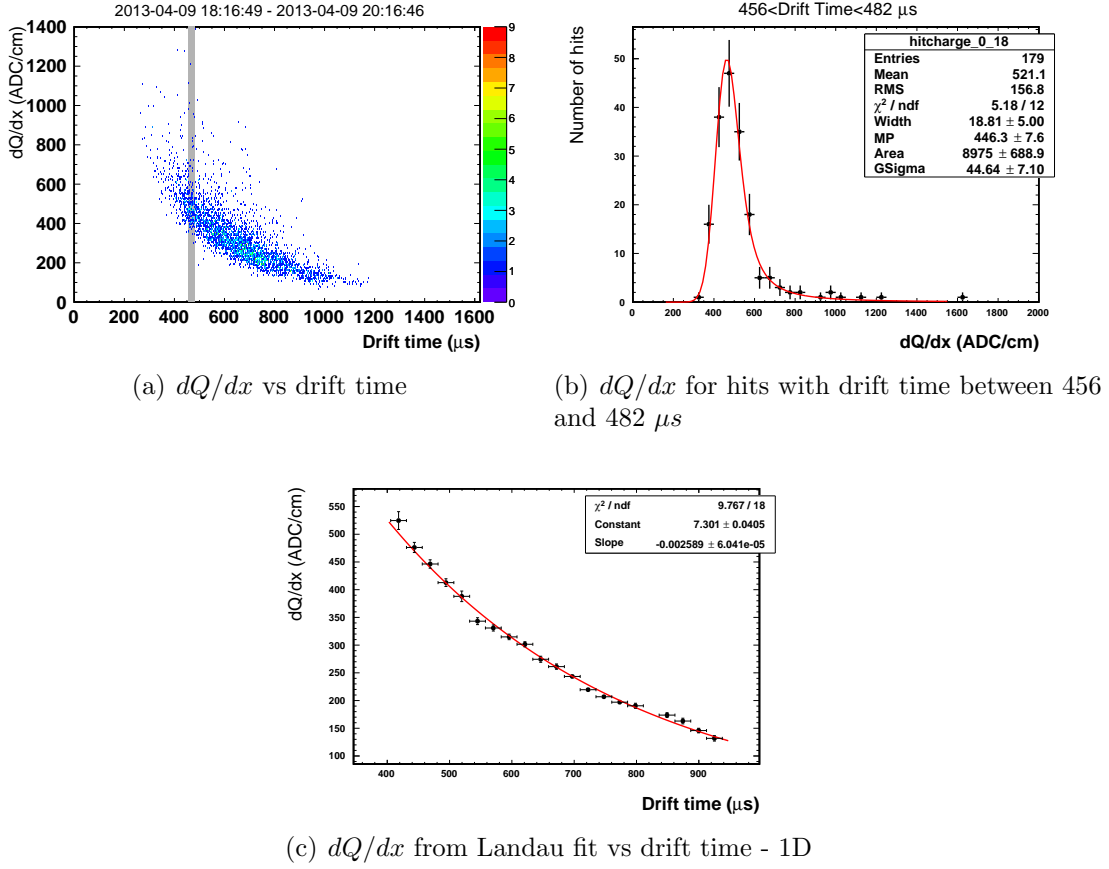 2013-04-09 18:16:49 - 2013-04-09 20:16:46
dQ/dx (ADC/cm)
1400
1200
1000
800
600
400
200
0
0 200 400 600 800 1000 1200 1400 1600
Drift time (μs)
9
8
7
6
5
4
3
2
1
0
(a) dQ/dx vs drift time
456<Drift Time<482 μs
Number of hits
50
40
30
20
10
0
0 200 400 600 800 1000 1200 1400 1600 1800 2000
dQ/dx (ADC/cm)
hitcharge_0_18
Entries 179
Mean 521.1
RMS 156.8
χ² / ndf 5.18 / 12
Width 18.81 ± 5.00
MP 446.3 ± 7.6
Area 8975 ± 688.9
GSigma 44.64 ± 7.10
(b) dQ/dx for hits with drift time between 456
and 482 μs
dQ/dx (ADC/cm)
550
500
450
400
350
300
250
200
150
100
400 500 600 700 800 900
Drift time (μs)
χ² / ndf 9.767 / 18
Constant 7.301 ± 0.0405
Slope -0.002589 ± 6.041e-05
(c) dQ/dx from Landau fit vs drift time - 1D